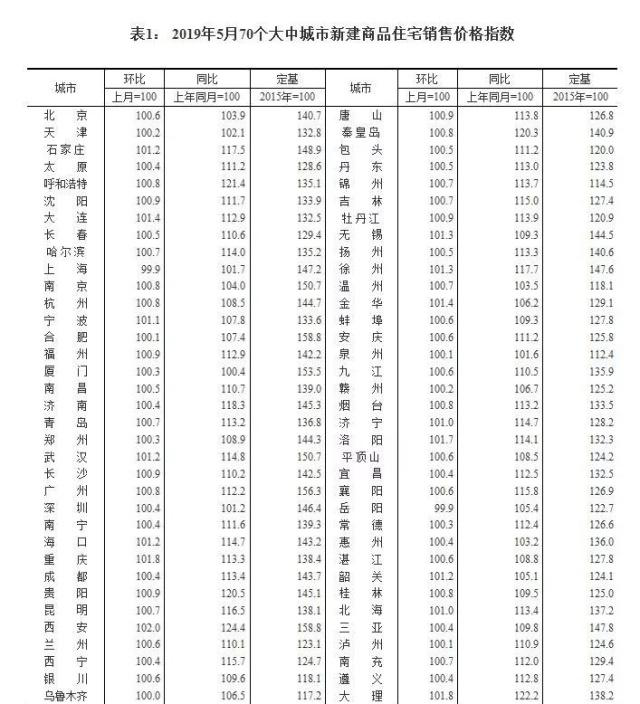 表1： 2019年5月70个大中城市新建商品住宅销售价格指数
城市 环比 同比 定基 城市 环比 同比 定基
上月=100 上年同月=100 2015年=100 上月=100 上年同月=100 2015年=100
北京 100.6 103.9 140.7 唐山 100.9 113.8 126.8
天津 100.2 102.1 132.8 秦皇岛 100.8 120.3 140.9
石家庄 101.2 117.5 148.9 包头 100.5 111.2 120.0
太原 100.4 111.2 128.6 丹东 100.5 113.0 123.8
呼和浩特 100.8 121.4 135.1 锦州 100.7 113.7 114.5
沈阳 100.9 111.7 133.9 吉林 100.7 115.0 127.4
大连 101.4 112.9 132.5 牡丹江 100.9 113.9 120.9
长春 100.5 110.6 129.4 无锡 101.3 109.3 144.5
哈尔滨 100.7 114.0 135.2 扬州 100.5 113.3 140.6
上海 99.9 101.7 147.2 徐州 101.3 117.7 147.6
南京 100.8 104.0 150.7 温州 100.7 103.5 118.1
杭州 100.8 108.5 144.7 金华 101.4 106.2 129.1
宁波 101.1 107.8 133.6 蚌埠 100.6 109.3 127.8
合肥 100.1 107.4 158.8 安庆 100.6 111.2 125.8
福州 100.9 112.9 142.2 泉州 100.1 101.6 112.4
厦门 100.3 100.4 153.5 九江 100.6 110.5 135.9
南昌 100.5 110.7 139.0 赣州 100.2 106.7 125.2
济南 100.4 118.3 145.3 烟台 100.8 113.2 133.5
青岛 100.7 113.2 136.8 济宁 101.0 114.7 128.2
郑州 100.3 108.9 144.3 洛阳 101.7 114.1 132.3
武汉 101.2 114.8 150.7 平顶山 100.6 108.5 124.2
长沙 100.9 110.2 142.5 宜昌 100.4 112.5 132.5
广州 100.8 112.2 156.3 襄阳 100.6 115.8 126.9
深圳 100.4 101.2 146.4 岳阳 99.9 105.4 122.7
南宁 100.4 111.6 139.3 常德 100.3 112.4 126.6
海口 101.2 114.7 143.2 惠州 100.4 103.2 136.0
重庆 101.8 113.3 138.4 湛江 100.6 108.8 127.8
成都 100.4 113.4 143.7 韶关 101.2 105.1 124.1
贵阳 100.9 120.5 145.1 桂林 100.8 109.5 125.0
昆明 100.7 116.5 138.1 北海 101.0 113.4 137.2
西安 102.0 124.4 158.8 三亚 100.4 109.8 147.8
兰州 100.6 110.1 123.1 泸州 100.1 110.9 124.6
西宁 100.4 115.7 124.7 南充 100.7 112.0 129.4
银川 100.6 109.6 118.1 遵义 100.4 112.8 127.4
乌鲁木齐 100.0 106.5 117.2 大理 101.8 122.2 138.2